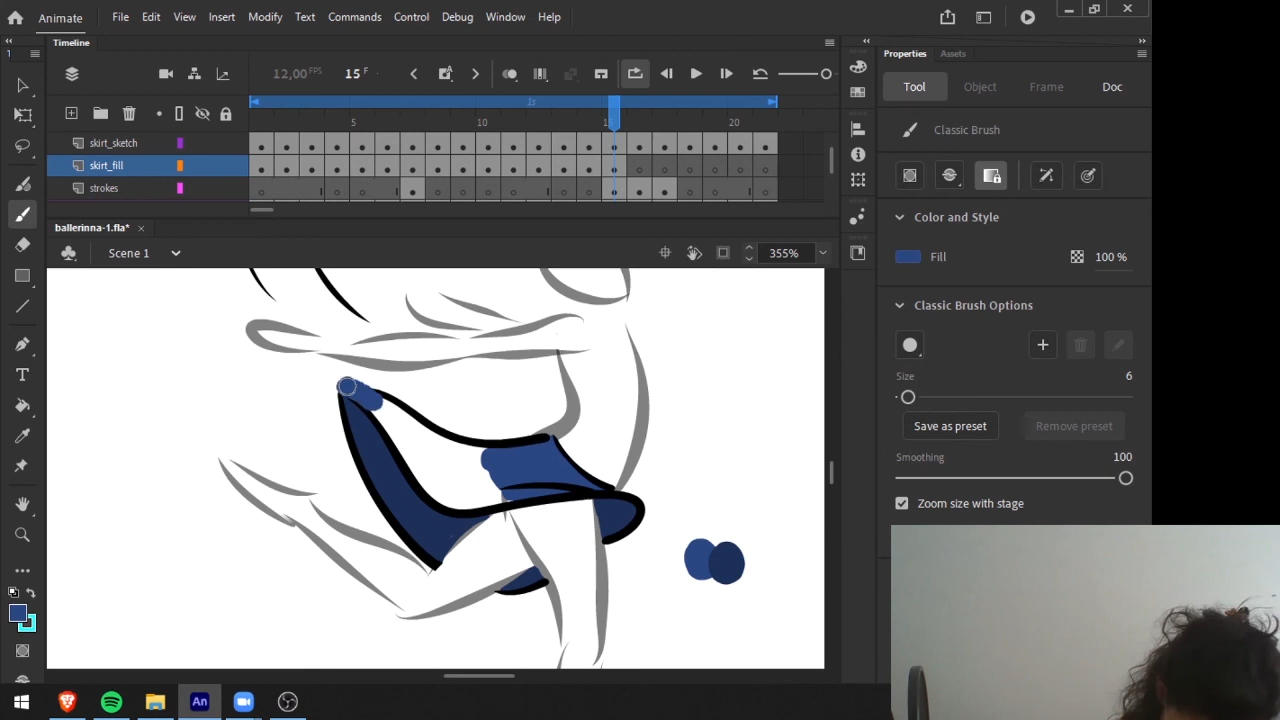 Animate File Edit View Insert Modify Text Commands Control Debug Window Help
Timeline
Properties Assets
12,00 FPS 15 F
Tool Object Frame Doc
1s
5 10 15 20
Classic Brush
skirt_sketch
skirt_fill
strokes
Color and Style
ballerinna-1.fla*
Scene 1
355%
Fill
100 %
Classic Brush Options
Size
6
Save as preset
Remove preset
Smoothing
100
Zoom size with stage
An